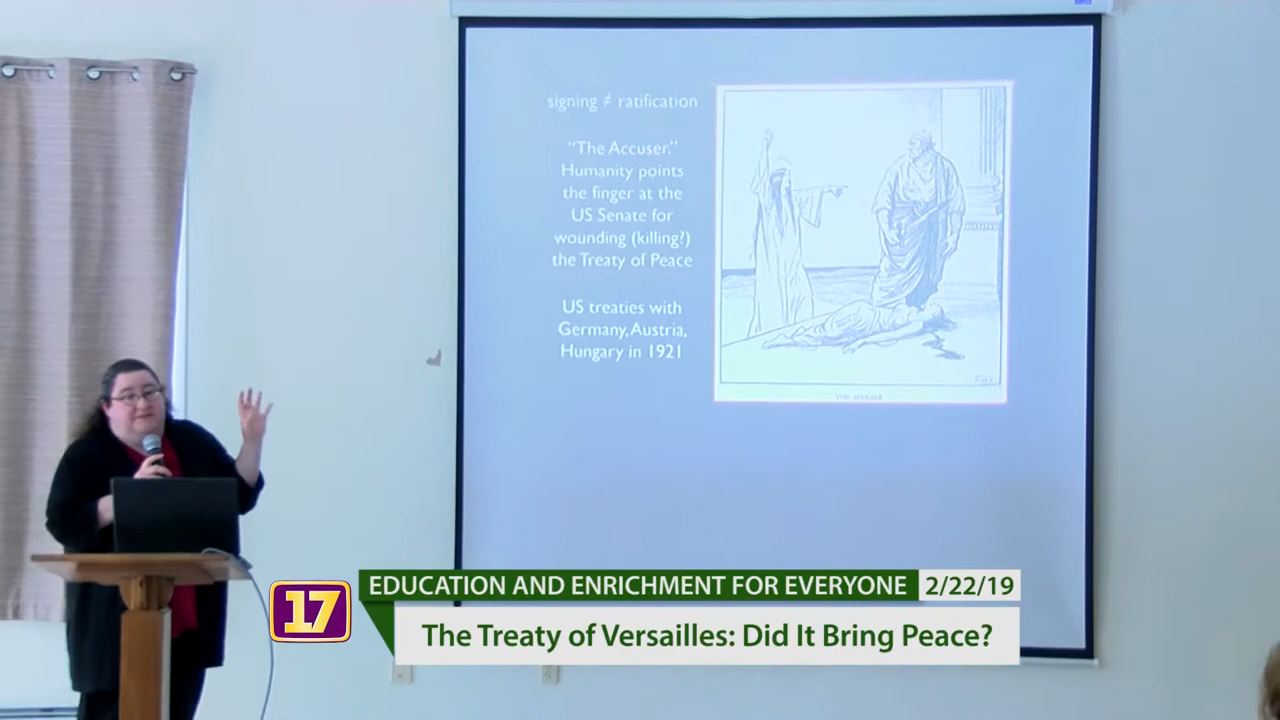 signing ≠ ratification
“The Accuser.”
Humanity points
the finger at the
US Senate for
wounding (killing?)
the Treaty of Peace
US treaties with
Germany, Austria,
Hungary in 1921
THE ACCUSER
17
EDUCATION AND ENRICHMENT FOR EVERYONE 2/22/19
The Treaty of Versailles: Did It Bring Peace?